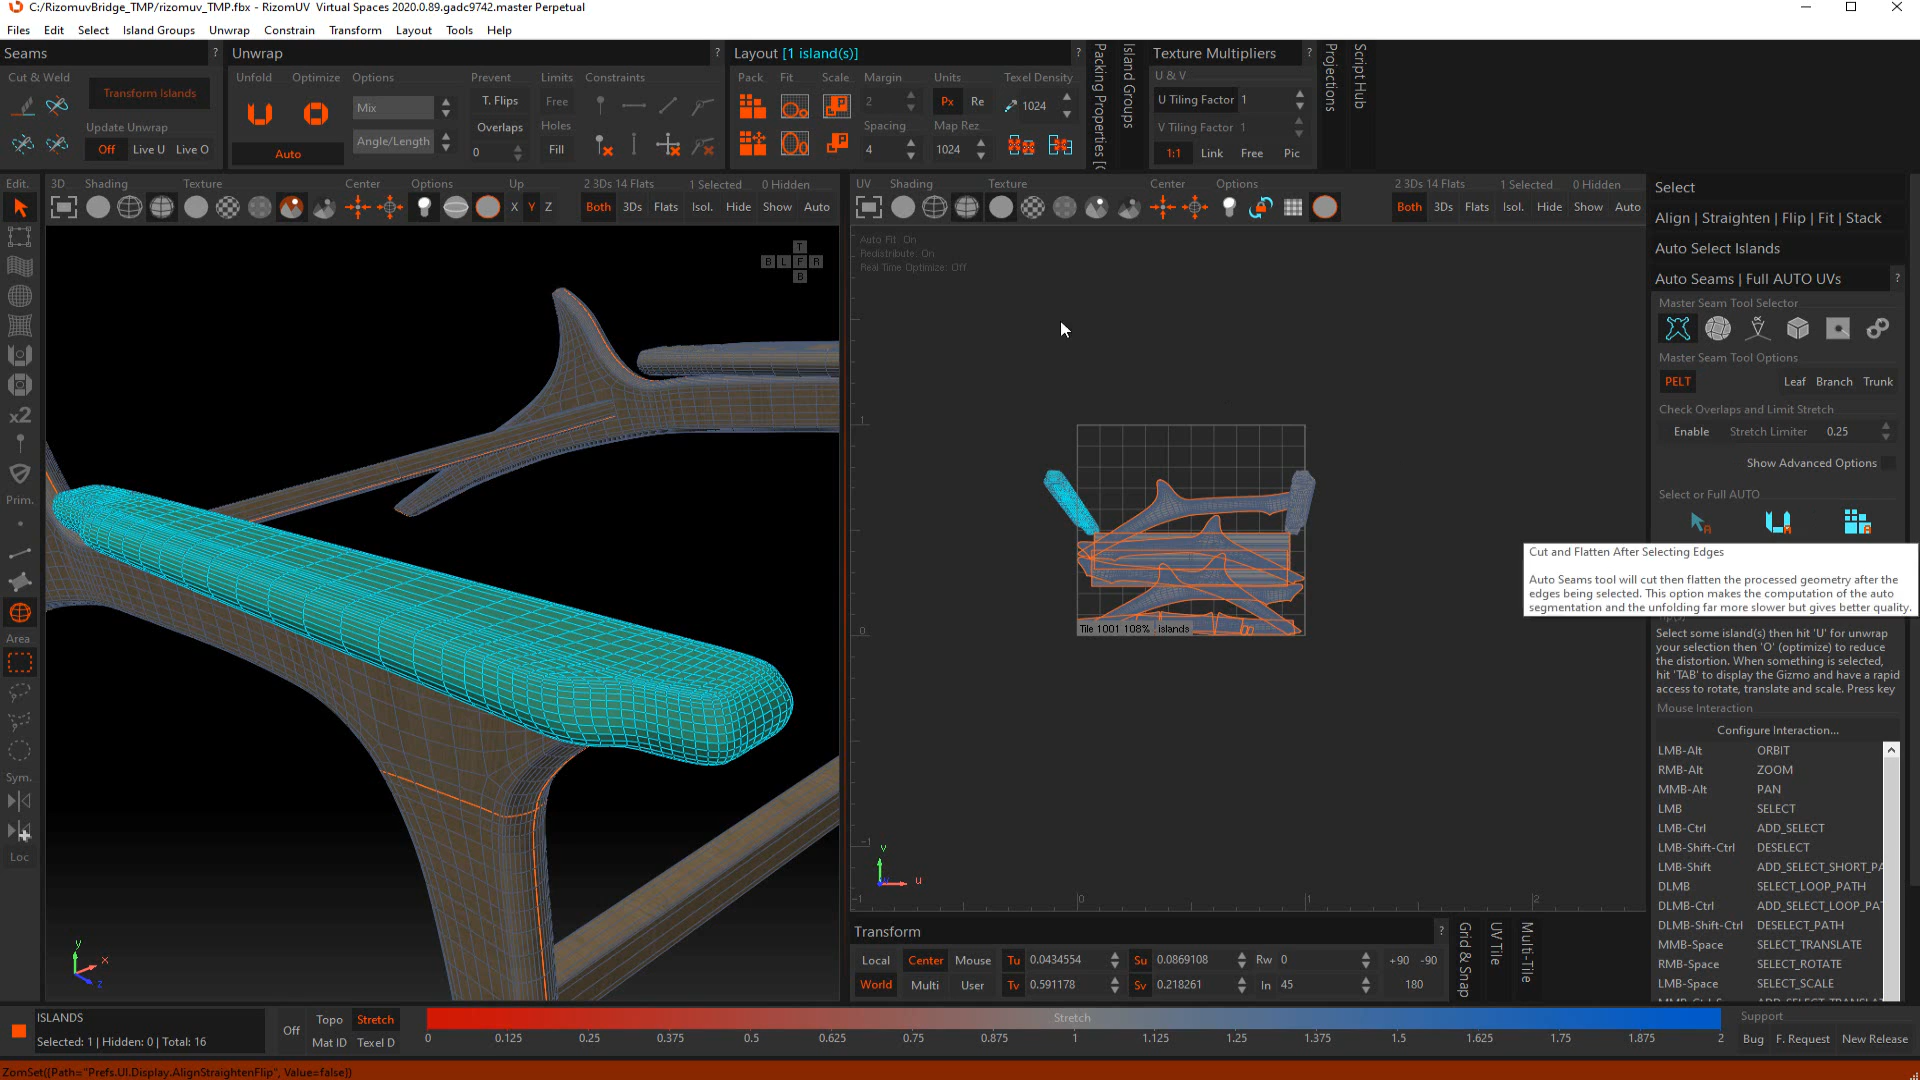 C:/RizomuvBridge_TMP/rizomuv_TMP.fbx - RizomUV Virtual Spaces 2020.0.89.gadc9742.master Perpetual
Files Edit Select Island Groups Unwrap Constrain Transform Layout Tools Help
Seams ? Unwrap ? Layout [1 island(s)] ? Texture Multipliers ?
Cut & Weld Unfold Optimize Options Prevent Limits Constraints Pack Fit Scale Margin Units Texel Density U & V
Transform Islands Mix T. Flips Free 2 Px Re 1024 U Tiling Factor 1
Update Unwrap Overlaps Holes Spacing Map Rez V Tiling Factor 1
Off Live U Live O Auto Angle/Length 0 Fill 4 1024 1:1 Link Free Pic
Packing Properties [
Island Groups
Projections
Script Hub
Edit. 3D Shading Texture Center Options Up 2 3Ds 14 Flats 1 Selected 0 Hidden
X Y Z Both 3Ds Flats Isol. Hide Show Auto
UV Shading Texture Center Options 2 3Ds 14 Flats 1 Selected 0 Hidden
Both 3Ds Flats Isol. Hide Show Auto
T
B L F R
B
Auto Fit: On
Redistribute: On
Real Time Optimize: Off
Tile 1001 108% islands
x2
Prim.
Area
Sym.
Loc
Select
Align | Straighten | Flip | Fit | Stack
Auto Select Islands
Auto Seams | Full AUTO UVs ?
Master Seam Tool Selector
Master Seam Tool Options
PELT Leaf Branch Trunk
Check Overlaps and Limit Stretch
Enable Stretch Limiter 0.25
Show Advanced Options
Select or Full AUTO
Cut and Flatten After Selecting Edges
Auto Seams tool will cut then flatten the processed geometry after the
edges being selected. This option makes the computation of the auto
segmentation and the unfolding far more slower but gives better quality.
Select some island(s) then hit 'U' for unwrap
your selection then 'O' (optimize) to reduce
the distortion. When something is selected,
hit 'TAB' to display the Gizmo and have a rapid
access to rotate, translate and scale. Press key
Mouse Interaction
Configure Interaction...
LMB-Alt ORBIT
RMB-Alt ZOOM
MMB-Alt PAN
LMB SELECT
LMB-Ctrl ADD_SELECT
LMB-Shift-Ctrl DESELECT
LMB-Shift ADD_SELECT_SHORT_PA
DLMB SELECT_LOOP_PATH
DLMB-Ctrl ADD_SELECT_LOOP_PA
DLMB-Shift-Ctrl DESELECT_PATH
MMB-Space SELECT_TRANSLATE
RMB-Space SELECT_ROTATE
LMB-Space SELECT_SCALE
1 0 -1
-1 0 1 2
v u
y x z
Transform ?
Local Center Mouse Tu 0.0434554 Su 0.0869108 Rw 0 +90 -90
World Multi User Tv 0.591178 Sv 0.218261 In 45 180
Grid & Snap
UV Tile
Multi-Tile
ISLANDS
Selected: 1 | Hidden: 0 | Total: 16
Off Topo Stretch
Mat ID Texel D
Stretch
0 0.125 0.25 0.375 0.5 0.625 0.75 0.875 1 1.125 1.25 1.375 1.5 1.625 1.75 1.875 2
Support
Bug F. Request New Release
ZomSet({Path="Prefs.UI.Display.AlignStraightenFlip", Value=false})